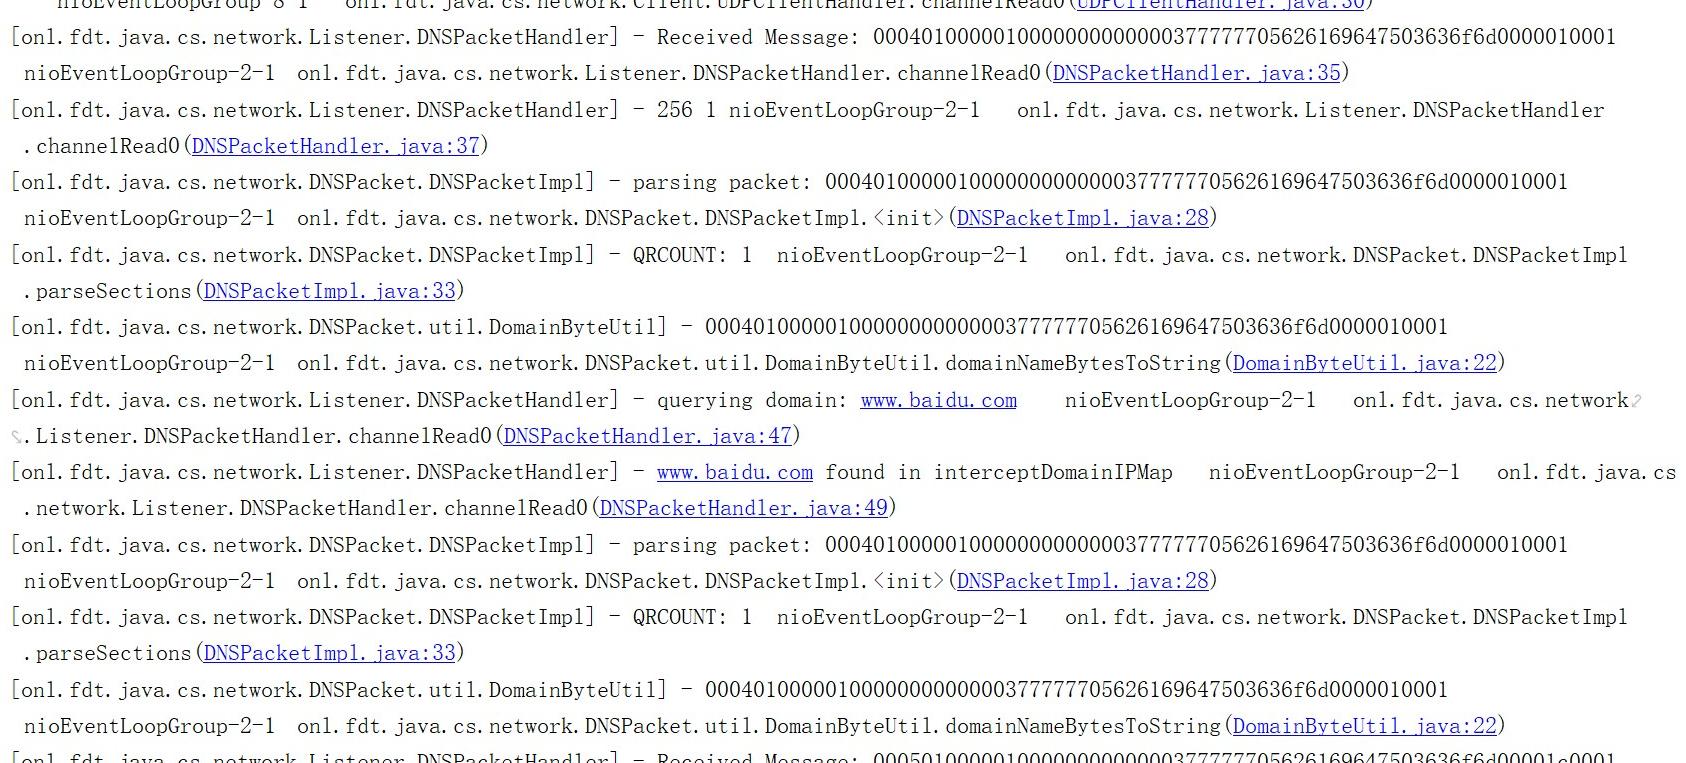 nioEventLoopGroup-8-1   onl.fdt.java.cs.network.Client.UDPClientHandler.channelRead0(UDPClientHandler.java:30)
[onl.fdt.java.cs.network.Listener.DNSPacketHandler] - Received Message: 00040100000100000000000003777777056261696475036​36f6d0000010001
nioEventLoopGroup-2-1  onl.fdt.java.cs.network.Listener.DNSPacketHandler.channelRead0(DNSPacketHandler.java:35)
[onl.fdt.java.cs.network.Listener.DNSPacketHandler] - 256 1 nioEventLoopGroup-2-1   onl.fdt.java.cs.network.Listener.DNSPacketHandler
.channelRead0(DNSPacketHandler.java:37)
[onl.fdt.java.cs.network.DNSPacket.DNSPacketImpl] - parsing packet: 0004010000010000000000000377777705626169647503636f6d0000010001
nioEventLoopGroup-2-1  onl.fdt.java.cs.network.DNSPacket.DNSPacketImpl.<init>(DNSPacketImpl.java:28)
[onl.fdt.java.cs.network.DNSPacket.DNSPacketImpl] - QRCOUNT: 1  nioEventLoopGroup-2-1   onl.fdt.java.cs.network.DNSPacket.DNSPacketImpl
.parseSections(DNSPacketImpl.java:33)
[onl.fdt.java.cs.network.DNSPacket.util.DomainByteUtil] - 0004010000010000000000000377777705626169647503636f6d0000010001
nioEventLoopGroup-2-1  onl.fdt.java.cs.network.DNSPacket.util.DomainByteUtil.domainNameBytesToString(DomainByteUtil.java:22)
[onl.fdt.java.cs.network.Listener.DNSPacketHandler] - querying domain: www.baidu.com    nioEventLoopGroup-2-1   onl.fdt.java.cs.network
.Listener.DNSPacketHandler.channelRead0(DNSPacketHandler.java:47)
[onl.fdt.java.cs.network.Listener.DNSPacketHandler] - www.baidu.com found in interceptDomainIPMap   nioEventLoopGroup-2-1   onl.fdt.java.cs
.network.Listener.DNSPacketHandler.channelRead0(DNSPacketHandler.java:49)
[onl.fdt.java.cs.network.DNSPacket.DNSPacketImpl] - parsing packet: 0004010000010000000000000377777705626169647503636f6d0000010001
nioEventLoopGroup-2-1  onl.fdt.java.cs.network.DNSPacket.DNSPacketImpl.<init>(DNSPacketImpl.java:28)
[onl.fdt.java.cs.network.DNSPacket.DNSPacketImpl] - QRCOUNT: 1  nioEventLoopGroup-2-1   onl.fdt.java.cs.network.DNSPacket.DNSPacketImpl
.parseSections(DNSPacketImpl.java:33)
[onl.fdt.java.cs.network.DNSPacket.util.DomainByteUtil] - 0004010000010000000000000377777705626169647503636f6d0000010001
nioEventLoopGroup-2-1  onl.fdt.java.cs.network.DNSPacket.util.DomainByteUtil.domainNameBytesToString(DomainByteUtil.java:22)
[onl.fdt.java.cs.network.Listener.DNSPacketHandler] - Received Message: 0005010000010000000000000377777705626169647503636f6d00001c0001